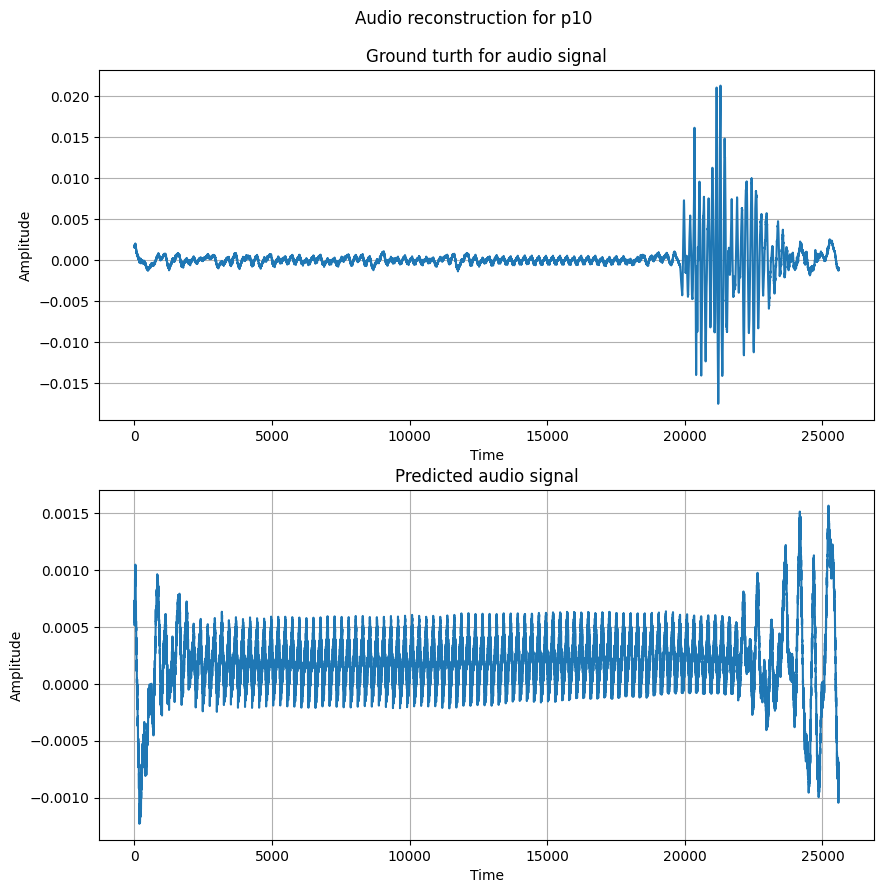 Audio reconstruction for p10
Ground turth for audio signal
Amplitude
0.020
0.015
0.010
0.005
0.000
−0.005
−0.010
−0.015
0 5000 10000 15000 20000 25000
Time
Predicted audio signal
Amplitude
0.0015
0.0010
0.0005
0.0000
−0.0005
−0.0010
0 5000 10000 15000 20000 25000
Time